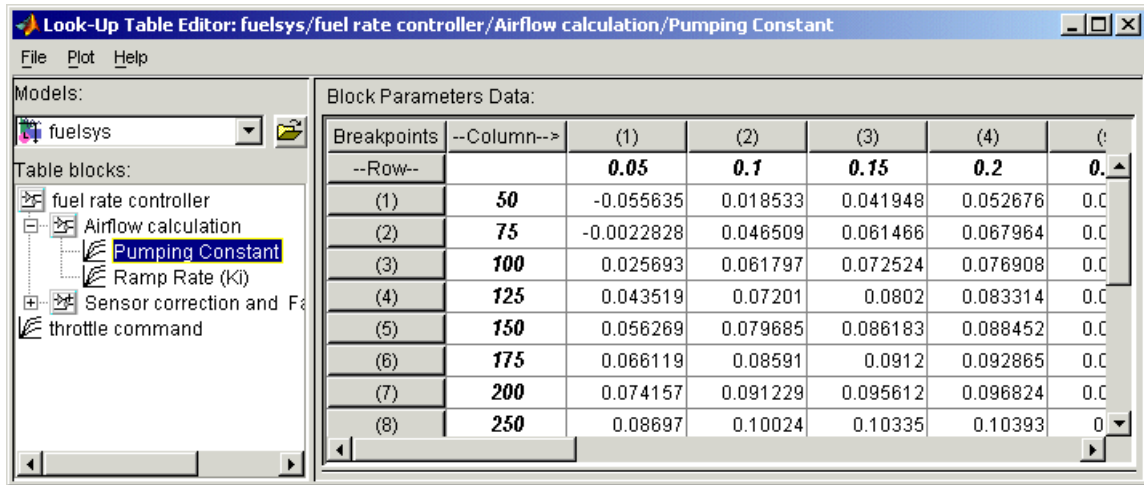 Look-Up Table Editor: fuelsys/fuel rate controller/Airflow calculation/Pumping Constant
File Plot Help
Models:
fuelsys
Table blocks:
fuel rate controller
Airflow calculation
Pumping Constant
Ramp Rate (Ki)
Sensor correction and
throttle command
Block Parameters Data:
Breakpoints --Column--> (1) (2) (3) (4)
--Row-- 0.05 0.1 0.15 0.2
(1) 50 -0.055635 0.018533 0.041948 0.052676
(2) 75 -0.0022828 0.046509 0.061466 0.067964
(3) 100 0.025693 0.061797 0.072524 0.076908
(4) 125 0.043519 0.07201 0.0802 0.083314
(5) 150 0.056269 0.079685 0.086183 0.088452
(6) 175 0.066119 0.08591 0.0912 0.092865
(7) 200 0.074157 0.091229 0.095612 0.096824
(8) 250 0.08697 0.10024 0.10335 0.10393